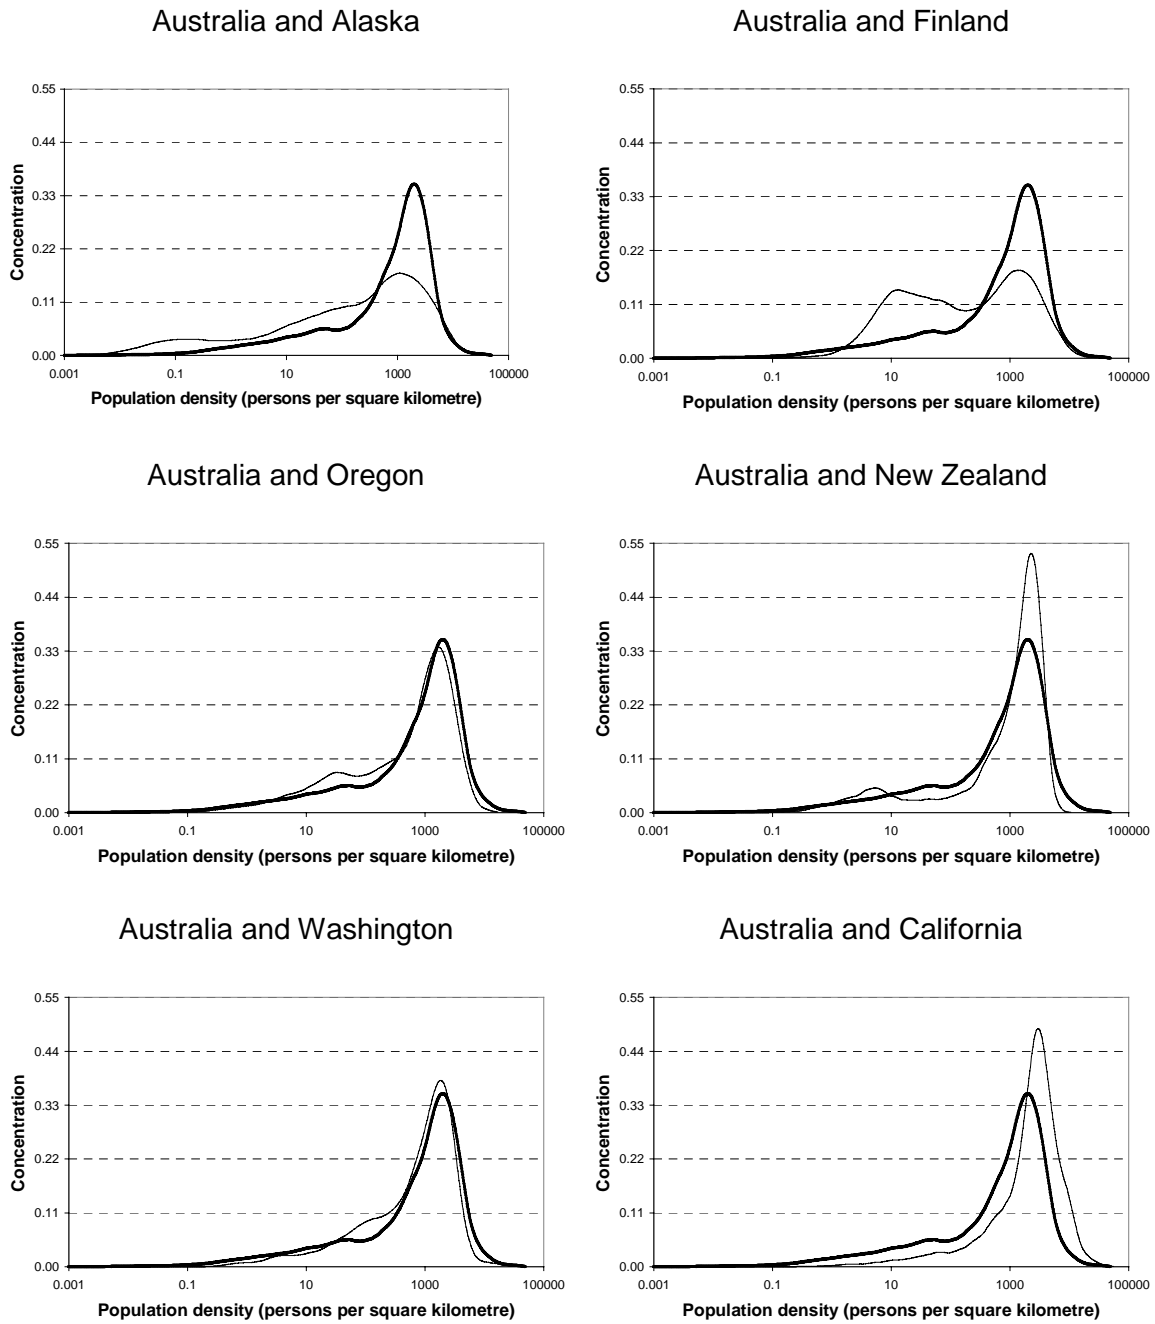 Australia and Alaska
0.55
0.44
0.33
0.22
0.11
0.00
Concentration
0.001 0.1 10 1000 100000
Population density (persons per square kilometre)
Australia and Finland
0.55
0.44
0.33
0.22
0.11
0.00
Concentration
0.001 0.1 10 1000 100000
Population density (persons per square kilometre)
Australia and Oregon
0.55
0.44
0.33
0.22
0.11
0.00
Concentration
0.001 0.1 10 1000 100000
Population density (persons per square kilometre)
Australia and New Zealand
0.55
0.44
0.33
0.22
0.11
0.00
Concentration
0.001 0.1 10 1000 100000
Population density (persons per square kilometre)
Australia and Washington
0.55
0.44
0.33
0.22
0.11
0.00
Concentration
0.001 0.1 10 1000 100000
Population density (persons per square kilometre)
Australia and California
0.55
0.44
0.33
0.22
0.11
0.00
Concentration
0.001 0.1 10 1000 100000
Population density (persons per square kilometre)